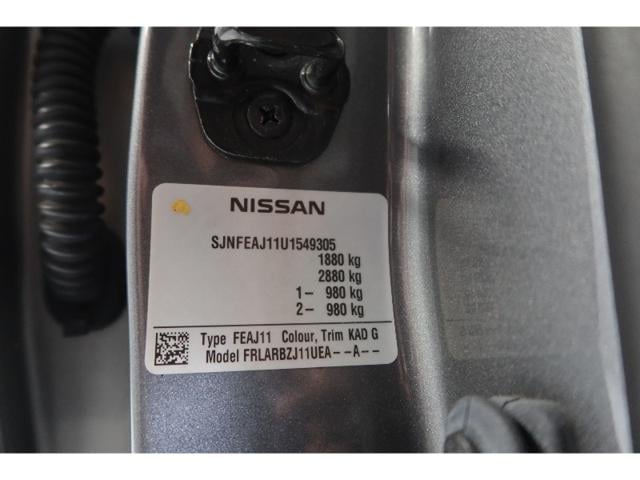 NISSAN
SJNFEAJ11U1549305
1880 kg
2880 kg
1- 980 kg
2- 980 kg
Type FEAJ11 Colour, Trim KAD G
Model FRLARBZJ11UEA--A--